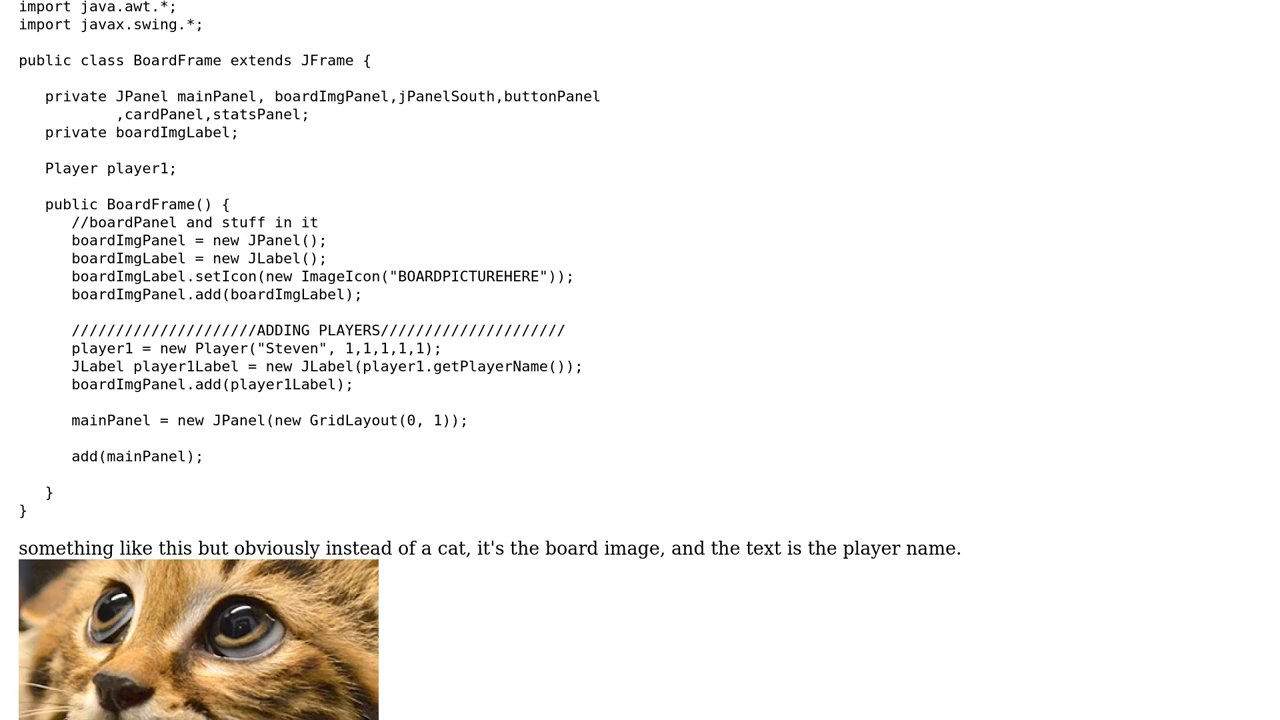 import java.awt.*;
import javax.swing.*;
public class BoardFrame extends JFrame {
private JPanel mainPanel, boardImgPanel,jPanelSouth,buttonPanel
,cardPanel,statsPanel;
private boardImgLabel;
Player player1;
public BoardFrame() {
//boardPanel and stuff in it
boardImgPanel = new JPanel();
boardImgLabel = new JLabel();
boardImgLabel.setIcon(new ImageIcon("BOARDPICTUREHERE"));
boardImgPanel.add(boardImgLabel);
/////////////////////ADDING PLAYERS/////////////////////
player1 = new Player("Steven", 1,1,1,1,1);
JLabel player1Label = new JLabel(player1.getPlayerName());
boardImgPanel.add(player1Label);
mainPanel = new JPanel(new GridLayout(0, 1));
add(mainPanel);
}
}
something like this but obviously instead of a cat, it's the board image, and the text is the player name.